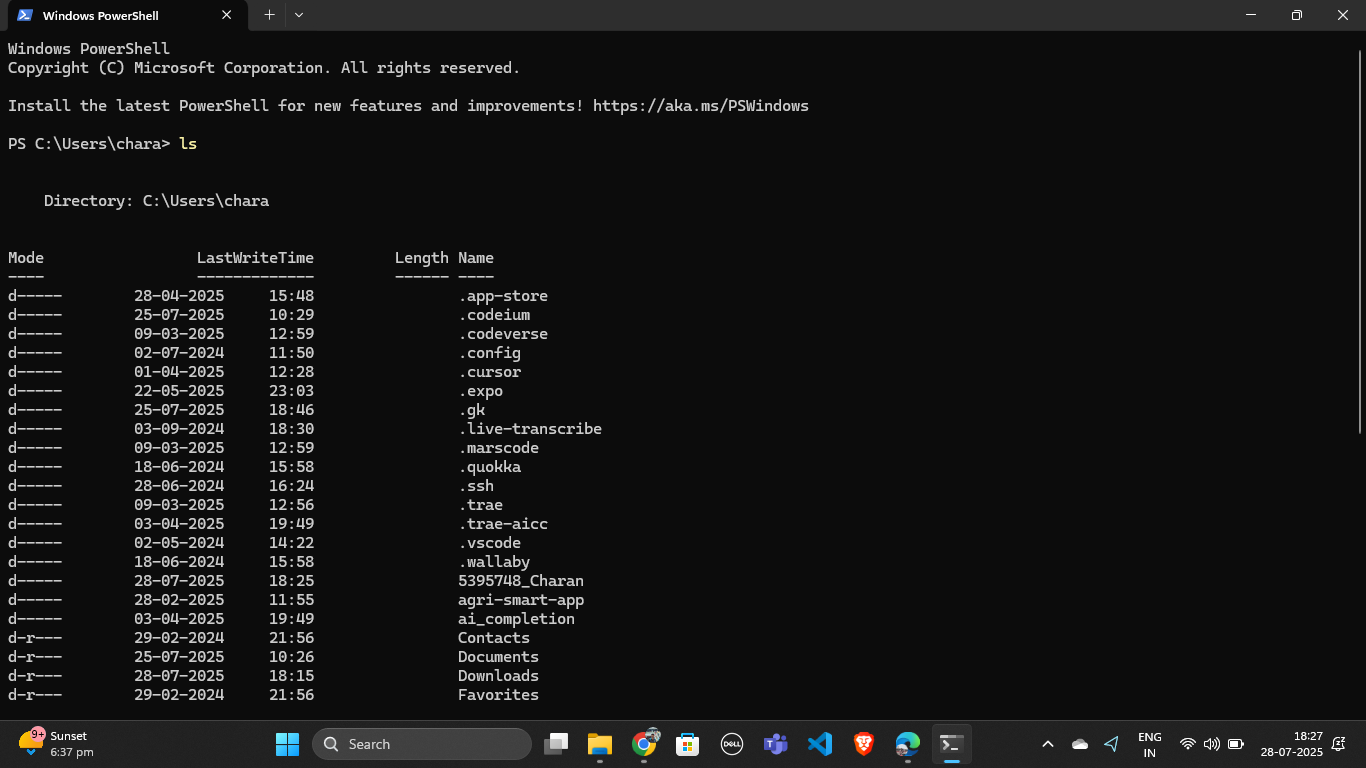 Windows PowerShell
Windows PowerShell
Copyright (C) Microsoft Corporation. All rights reserved.
Install the latest PowerShell for new features and improvements! https://aka.ms/PSWindows
PS C:\Users\chara> ls
Directory: C:\Users\chara
Mode                 LastWriteTime         Length Name
----                 -------------         ------ ----
d-----        28-04-2025     15:48                .app-store
d-----        25-07-2025     10:29                .codeium
d-----        09-03-2025     12:59                .codeverse
d-----        02-07-2024     11:50                .config
d-----        01-04-2025     12:28                .cursor
d-----        22-05-2025     23:03                .expo
d-----        25-07-2025     18:46                .gk
d-----        03-09-2024     18:30                .live-transcribe
d-----        09-03-2025     12:59                .marscode
d-----        18-06-2024     15:58                .quokka
d-----        28-06-2025     16:24                .ssh
d-----        09-03-2025     12:56                .trae
d-----        03-04-2025     19:49                .trae-aicc
d-----        02-05-2024     14:22                .vscode
d-----        18-06-2024     15:58                .wallaby
d-----        28-07-2025     18:25                5395748_Charan
d-----        28-02-2025     11:55                agri-smart-app
d-----        03-04-2025     19:49                ai_completion
d-r---        29-02-2024     21:56                Contacts
d-r---        25-07-2025     10:26                Documents
d-r---        28-07-2025     18:15                Downloads
d-r---        29-02-2024     21:56                Favorites
9+
Sunset
6:37 pm
Search
DELL
ENG
IN
18:27
28-07-2025